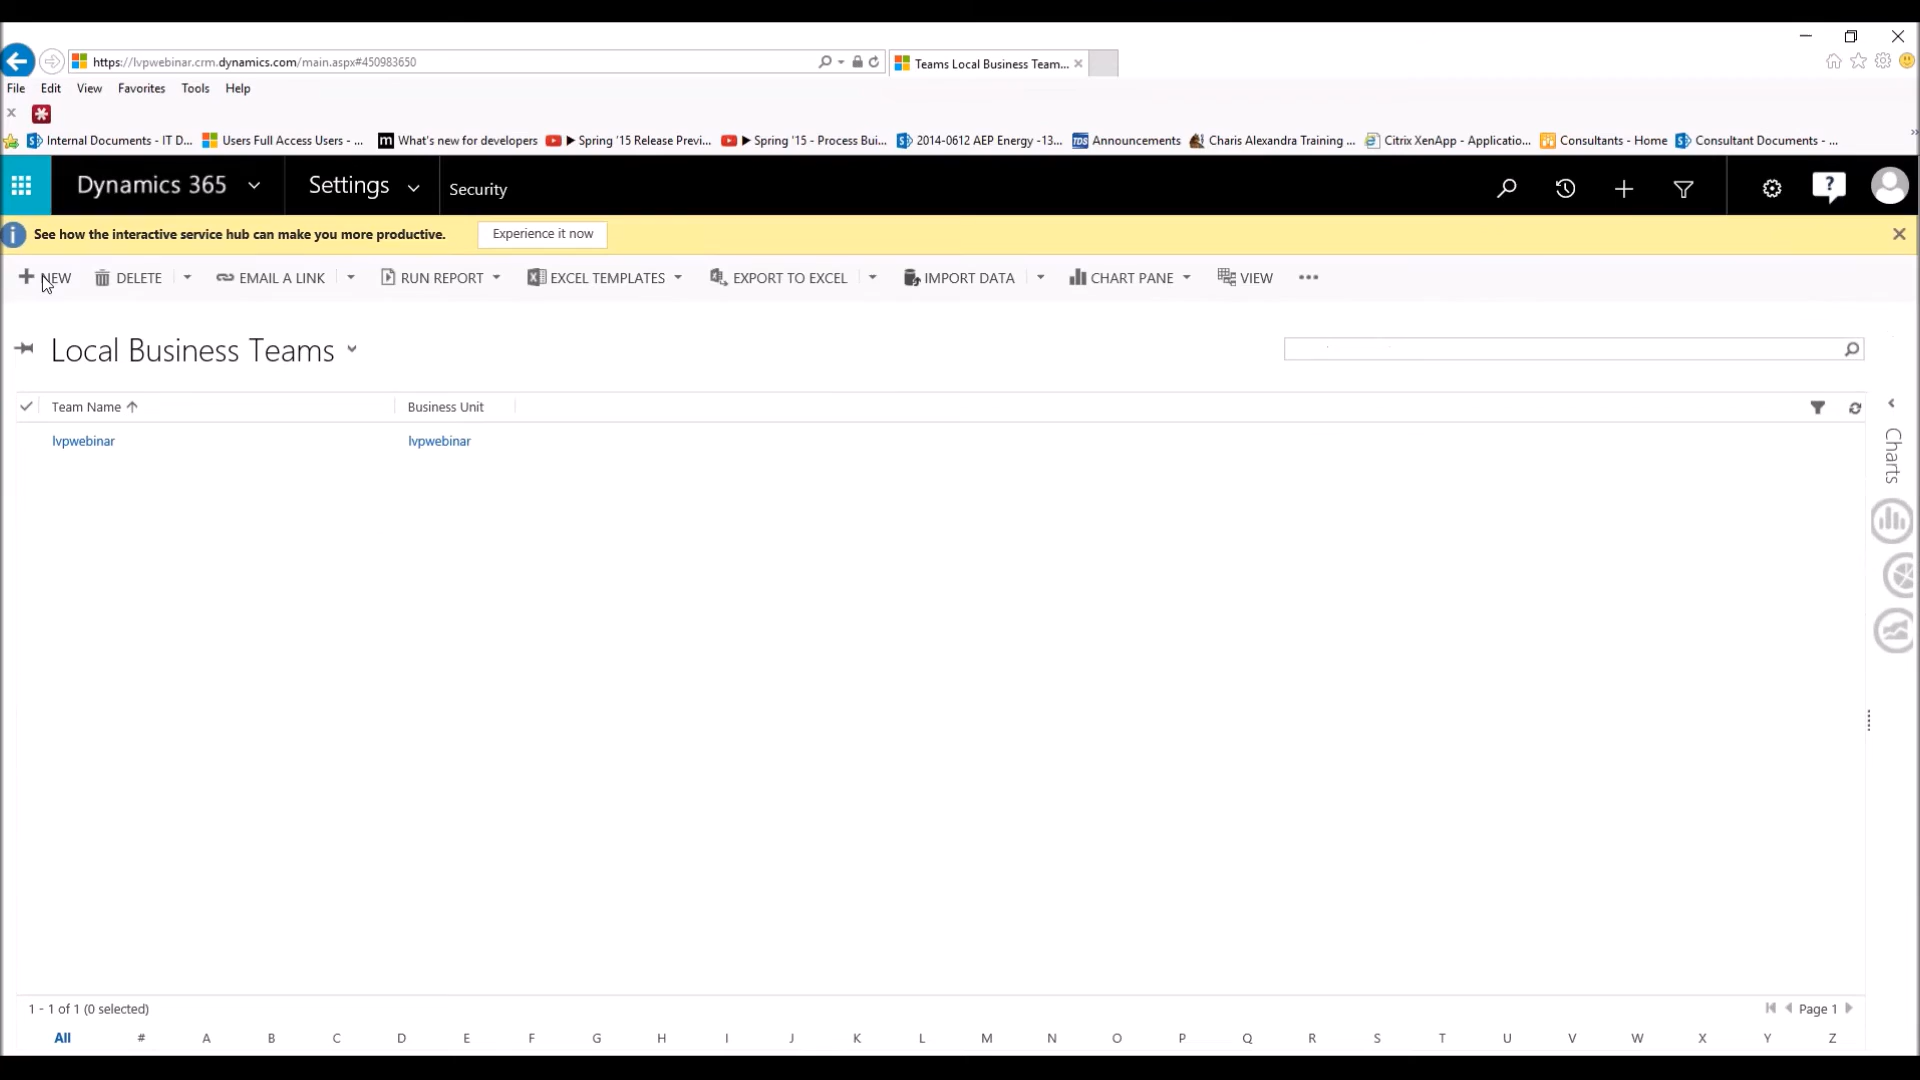 https://lvpwebinar.crm.dynamics.com/main.aspx#450983650
Teams Local Business Team...
File Edit View Favorites Tools Help
Internal Documents - IT D... Users Full Access Users - ... What's new for developers ▶ Spring '15 Release Previ... ▶ Spring '15 - Process Bui... 2014-0612 AEP Energy -13... TDS Announcements Charis Alexandra Training ... Citrix XenApp - Applicatio... Consultants - Home Consultant Documents - ...
Dynamics 365 Settings Security
See how the interactive service hub can make you more productive. Experience it now
NEW DELETE EMAIL A LINK RUN REPORT EXCEL TEMPLATES EXPORT TO EXCEL IMPORT DATA CHART PANE VIEW
Local Business Teams
Team Name Business Unit
lvpwebinar lvpwebinar
Charts
1 - 1 of 1 (0 selected) Page 1
All # A B C D E F G H I J K L M N O P Q R S T U V W X Y Z